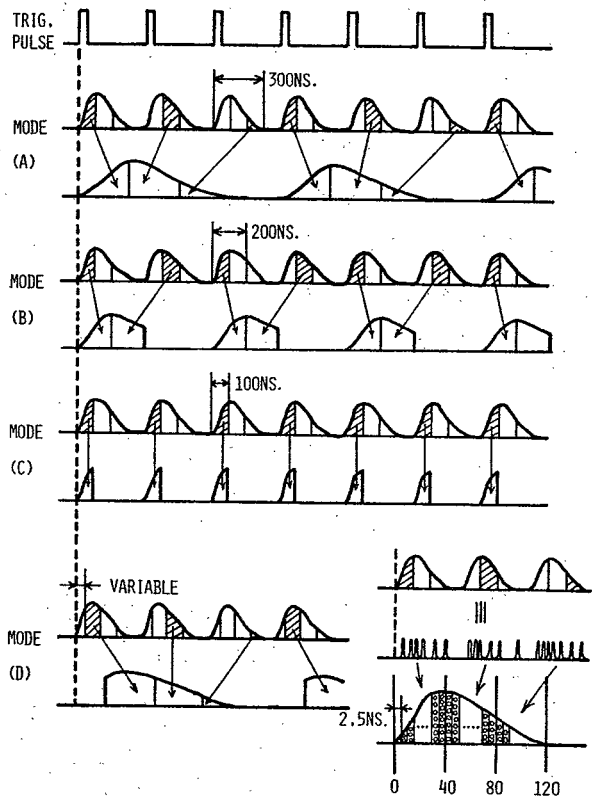 TRIG.
PULSE
300NS.
MODE
(A)
200NS.
MODE
(B)
100NS.
MODE
(C)
VARIABLE
MODE
(D)
2.5NS.
0 40 80 120